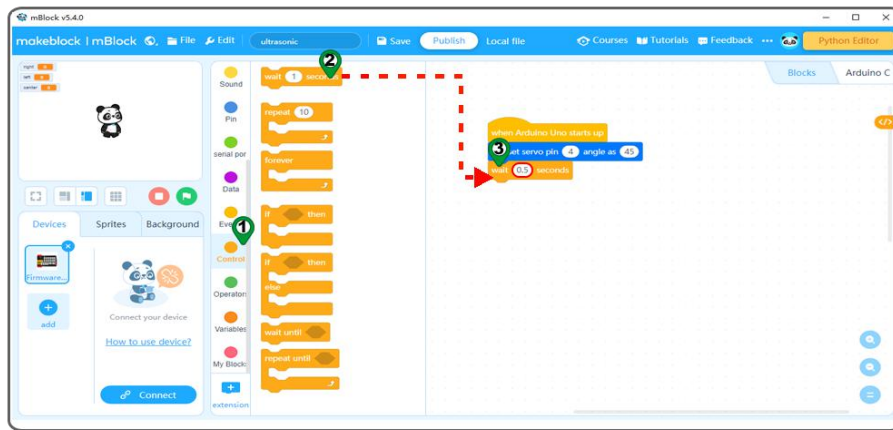 mBlock v5.4.0
makeblock | mBlock File Edit ultrasonic Save Publish Local file Courses Tutorials Feedback ••• Python Editor
right 0
left 0
center 0
Blocks Arduino C
Sound
Pin
serial por
Data
Eve
Control
Operators
Variables
My Blocks
extension
wait 1 seconds
repeat 10
forever
if then
if then
else
wait until
repeat until
1
2
3
when Arduino Uno starts up
set servo pin 4 angle as 45
wait 0.5 seconds
</>
Devices Sprites Background
Firmware...
add
Connect your device
How to use device?
Connect